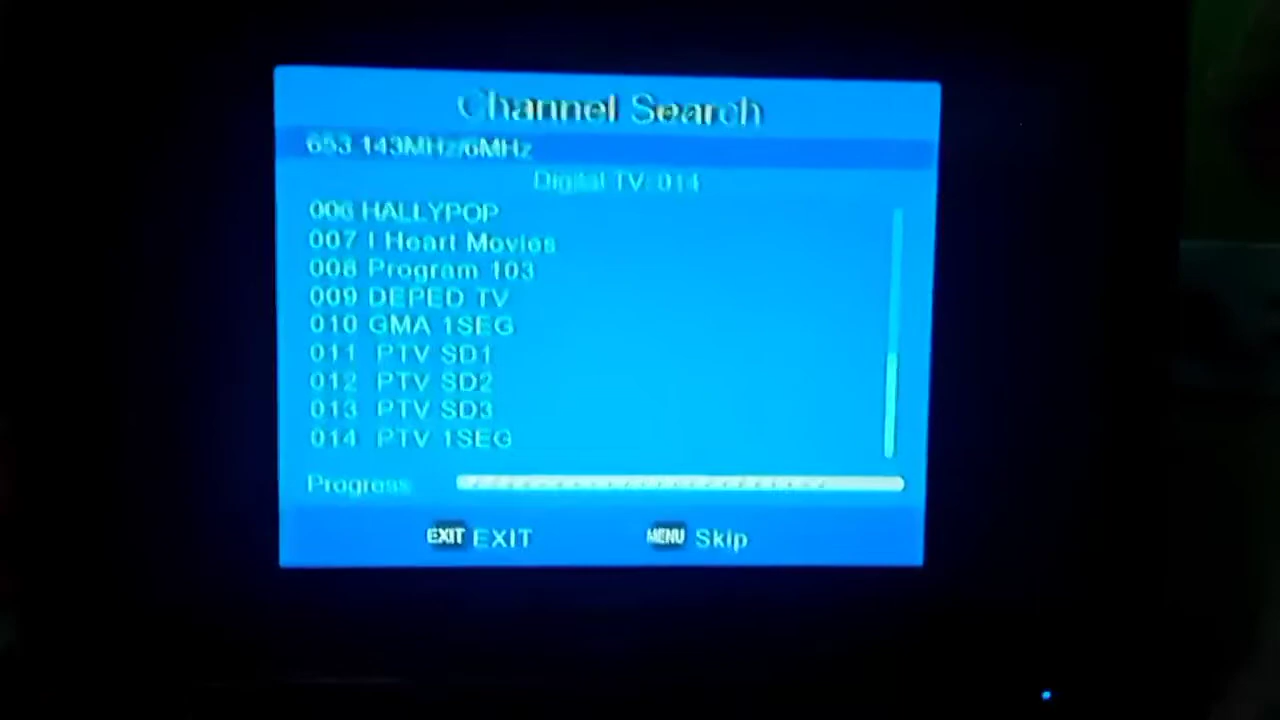 Channel Search
653.143MHz/6MHz
Digital TV: 014
006 HALLYPOP
007 I Heart Movies
008 Program 103
009 DEPED TV
010 GMA 1SEG
011 PTV SD1
012 PTV SD2
013 PTV SD3
014 PTV 1SEG
Progress
EXIT EXIT MENU Skip